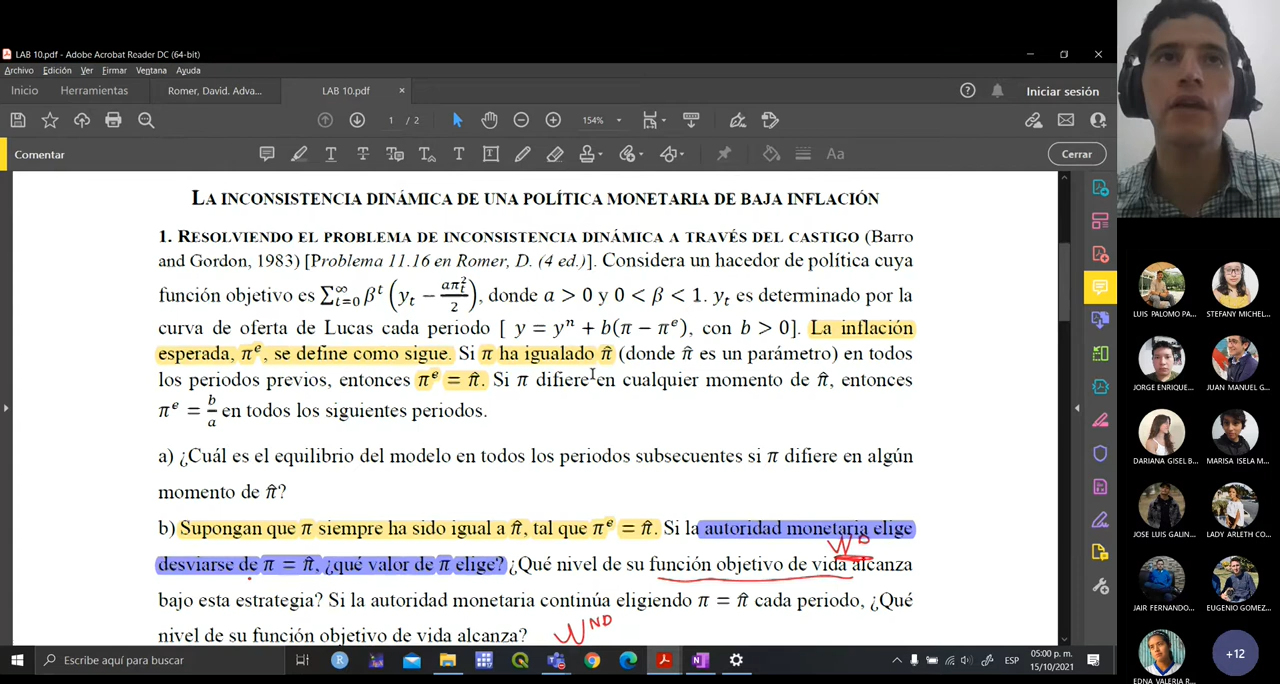 LAB 10.pdf - Adobe Acrobat Reader DC (64-bit)
Archivo Edición Ver Firmar Ventana Ayuda
Inicio Herramientas Romer, David. Adva... LAB 10.pdf × Iniciar sesión
1 / 2 154%
Comentar Cerrar
LA INCONSISTENCIA DINÁMICA DE UNA POLÍTICA MONETARIA DE BAJA INFLACIÓN
1. RESOLVIENDO EL PROBLEMA DE INCONSISTENCIA DINÁMICA A TRAVÉS DEL CASTIGO (Barro
and Gordon, 1983) [Problema 11.16 en Romer, D. (4 ed.)]. Considera un hacedor de política cuya
función objetivo es ∑_{t=0}^{∞} β^t (y_t − aπ_t^2/2), donde a > 0 y 0 < β < 1. y_t es determinado por la
curva de oferta de Lucas cada periodo [ y = y^n + b(π − π^e), con b > 0]. La inflación
esperada, π^e, se define como sigue. Si π ha igualado π̂ (donde π̂ es un parámetro) en todos
los periodos previos, entonces π^e = π̂. Si π difiere en cualquier momento de π̂, entonces
π^e = b/a en todos los siguientes periodos.
a) ¿Cuál es el equilibrio del modelo en todos los periodos subsecuentes si π difiere en algún
momento de π̂?
b) Supongan que π siempre ha sido igual a π̂, tal que π^e = π̂. Si la autoridad monetaria elige
W^D
desviarse de π = π̂, ¿qué valor de π elige? ¿Qué nivel de su función objetivo de vida alcanza
bajo esta estrategia? Si la autoridad monetaria continúa eligiendo π = π̂ cada periodo, ¿Qué
nivel de su función objetivo de vida alcanza? W^ND
LUIS PALOMO PA... STEFANY MICHEL...
JORGE ENRIQUE... JUAN MANUEL G...
DARIANA GISEL B... MARISA ISELA M...
JOSE LUIS GALIN... LADY ARLETH CO...
JAIR FERNANDO... EUGENIO GOMEZ...
EDNA VALERIA R... +12
Escribe aquí para buscar
ESP
05:00 p. m.
15/10/2021